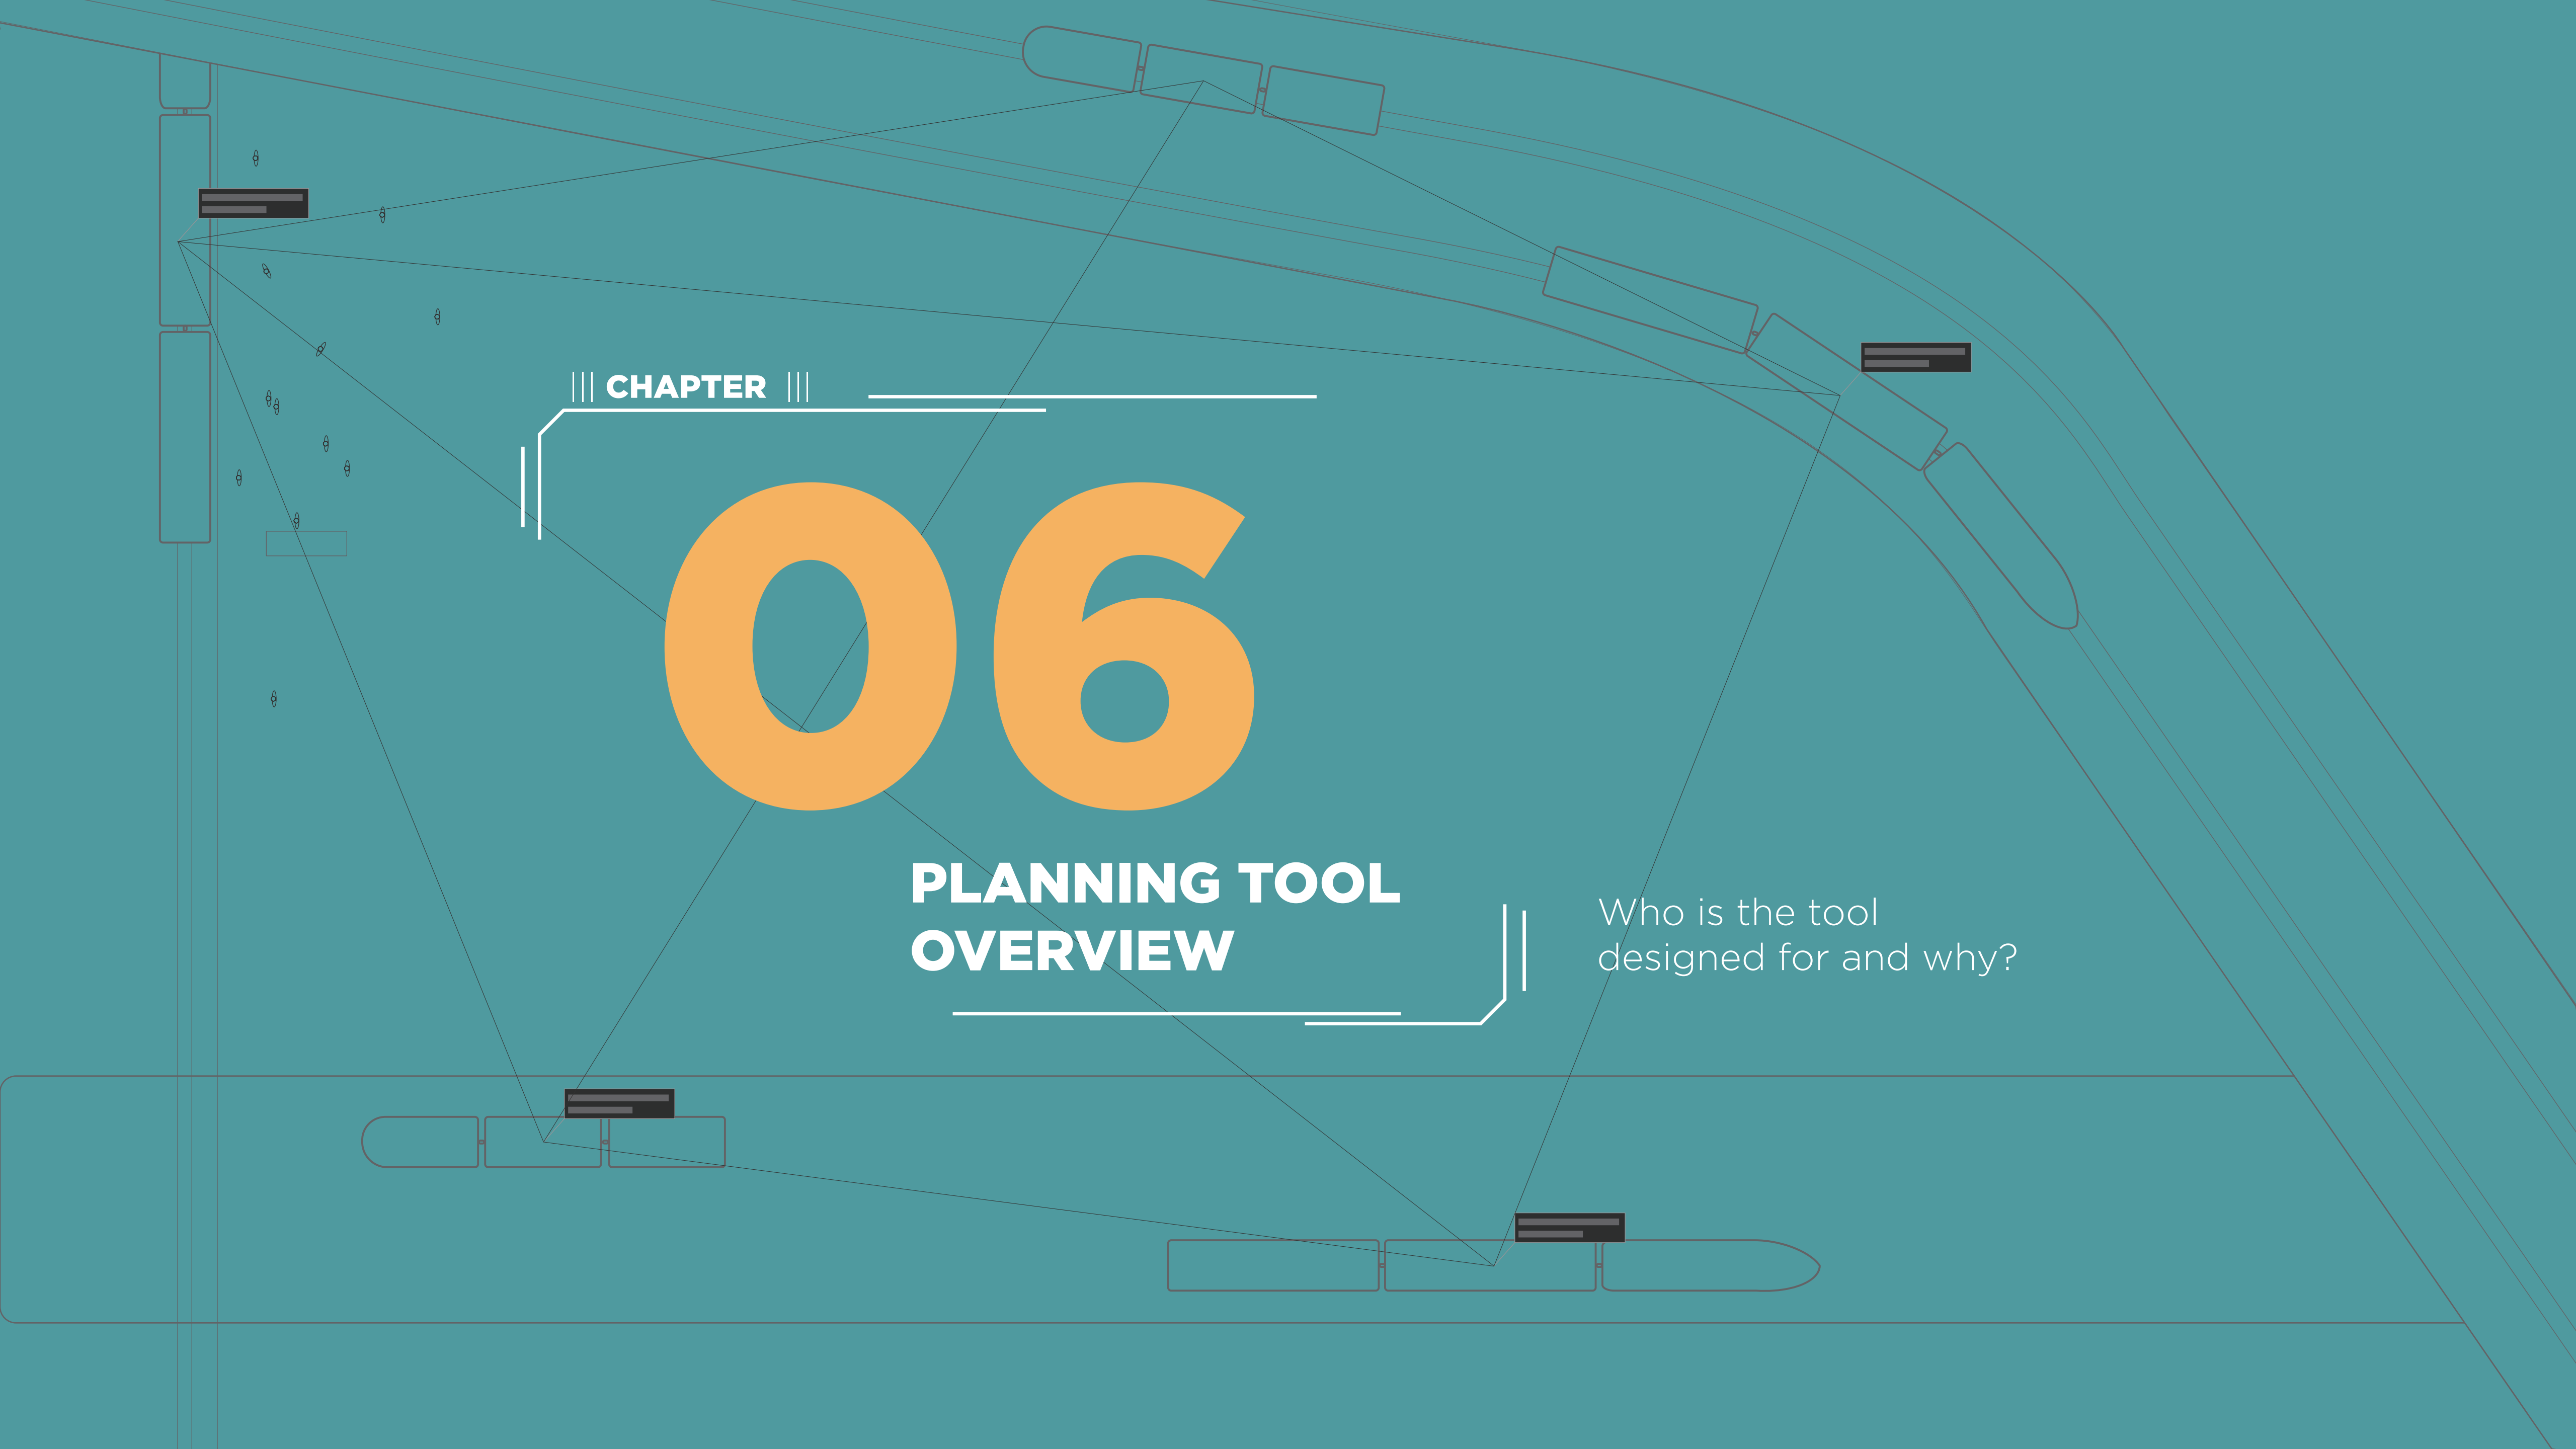 CHAPTER
06
PLANNING TOOL
OVERVIEW
Who is the tool
designed for and why?